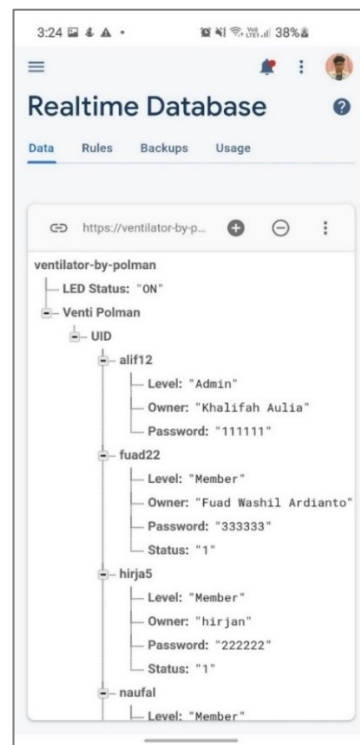 3:24
38%
Realtime Database
Data Rules Backups Usage
https://ventilator-by-p...
ventilator-by-polman
LED Status: "ON"
Venti Polman
UID
alif12
Level: "Admin"
Owner: "Khalifah Aulia"
Password: "111111"
fuad22
Level: "Member"
Owner: "Fuad Washil Ardianto"
Password: "333333"
Status: "1"
hirja5
Level: "Member"
Owner: "hirjan"
Password: "222222"
Status: "1"
naufal
Level: "Member"